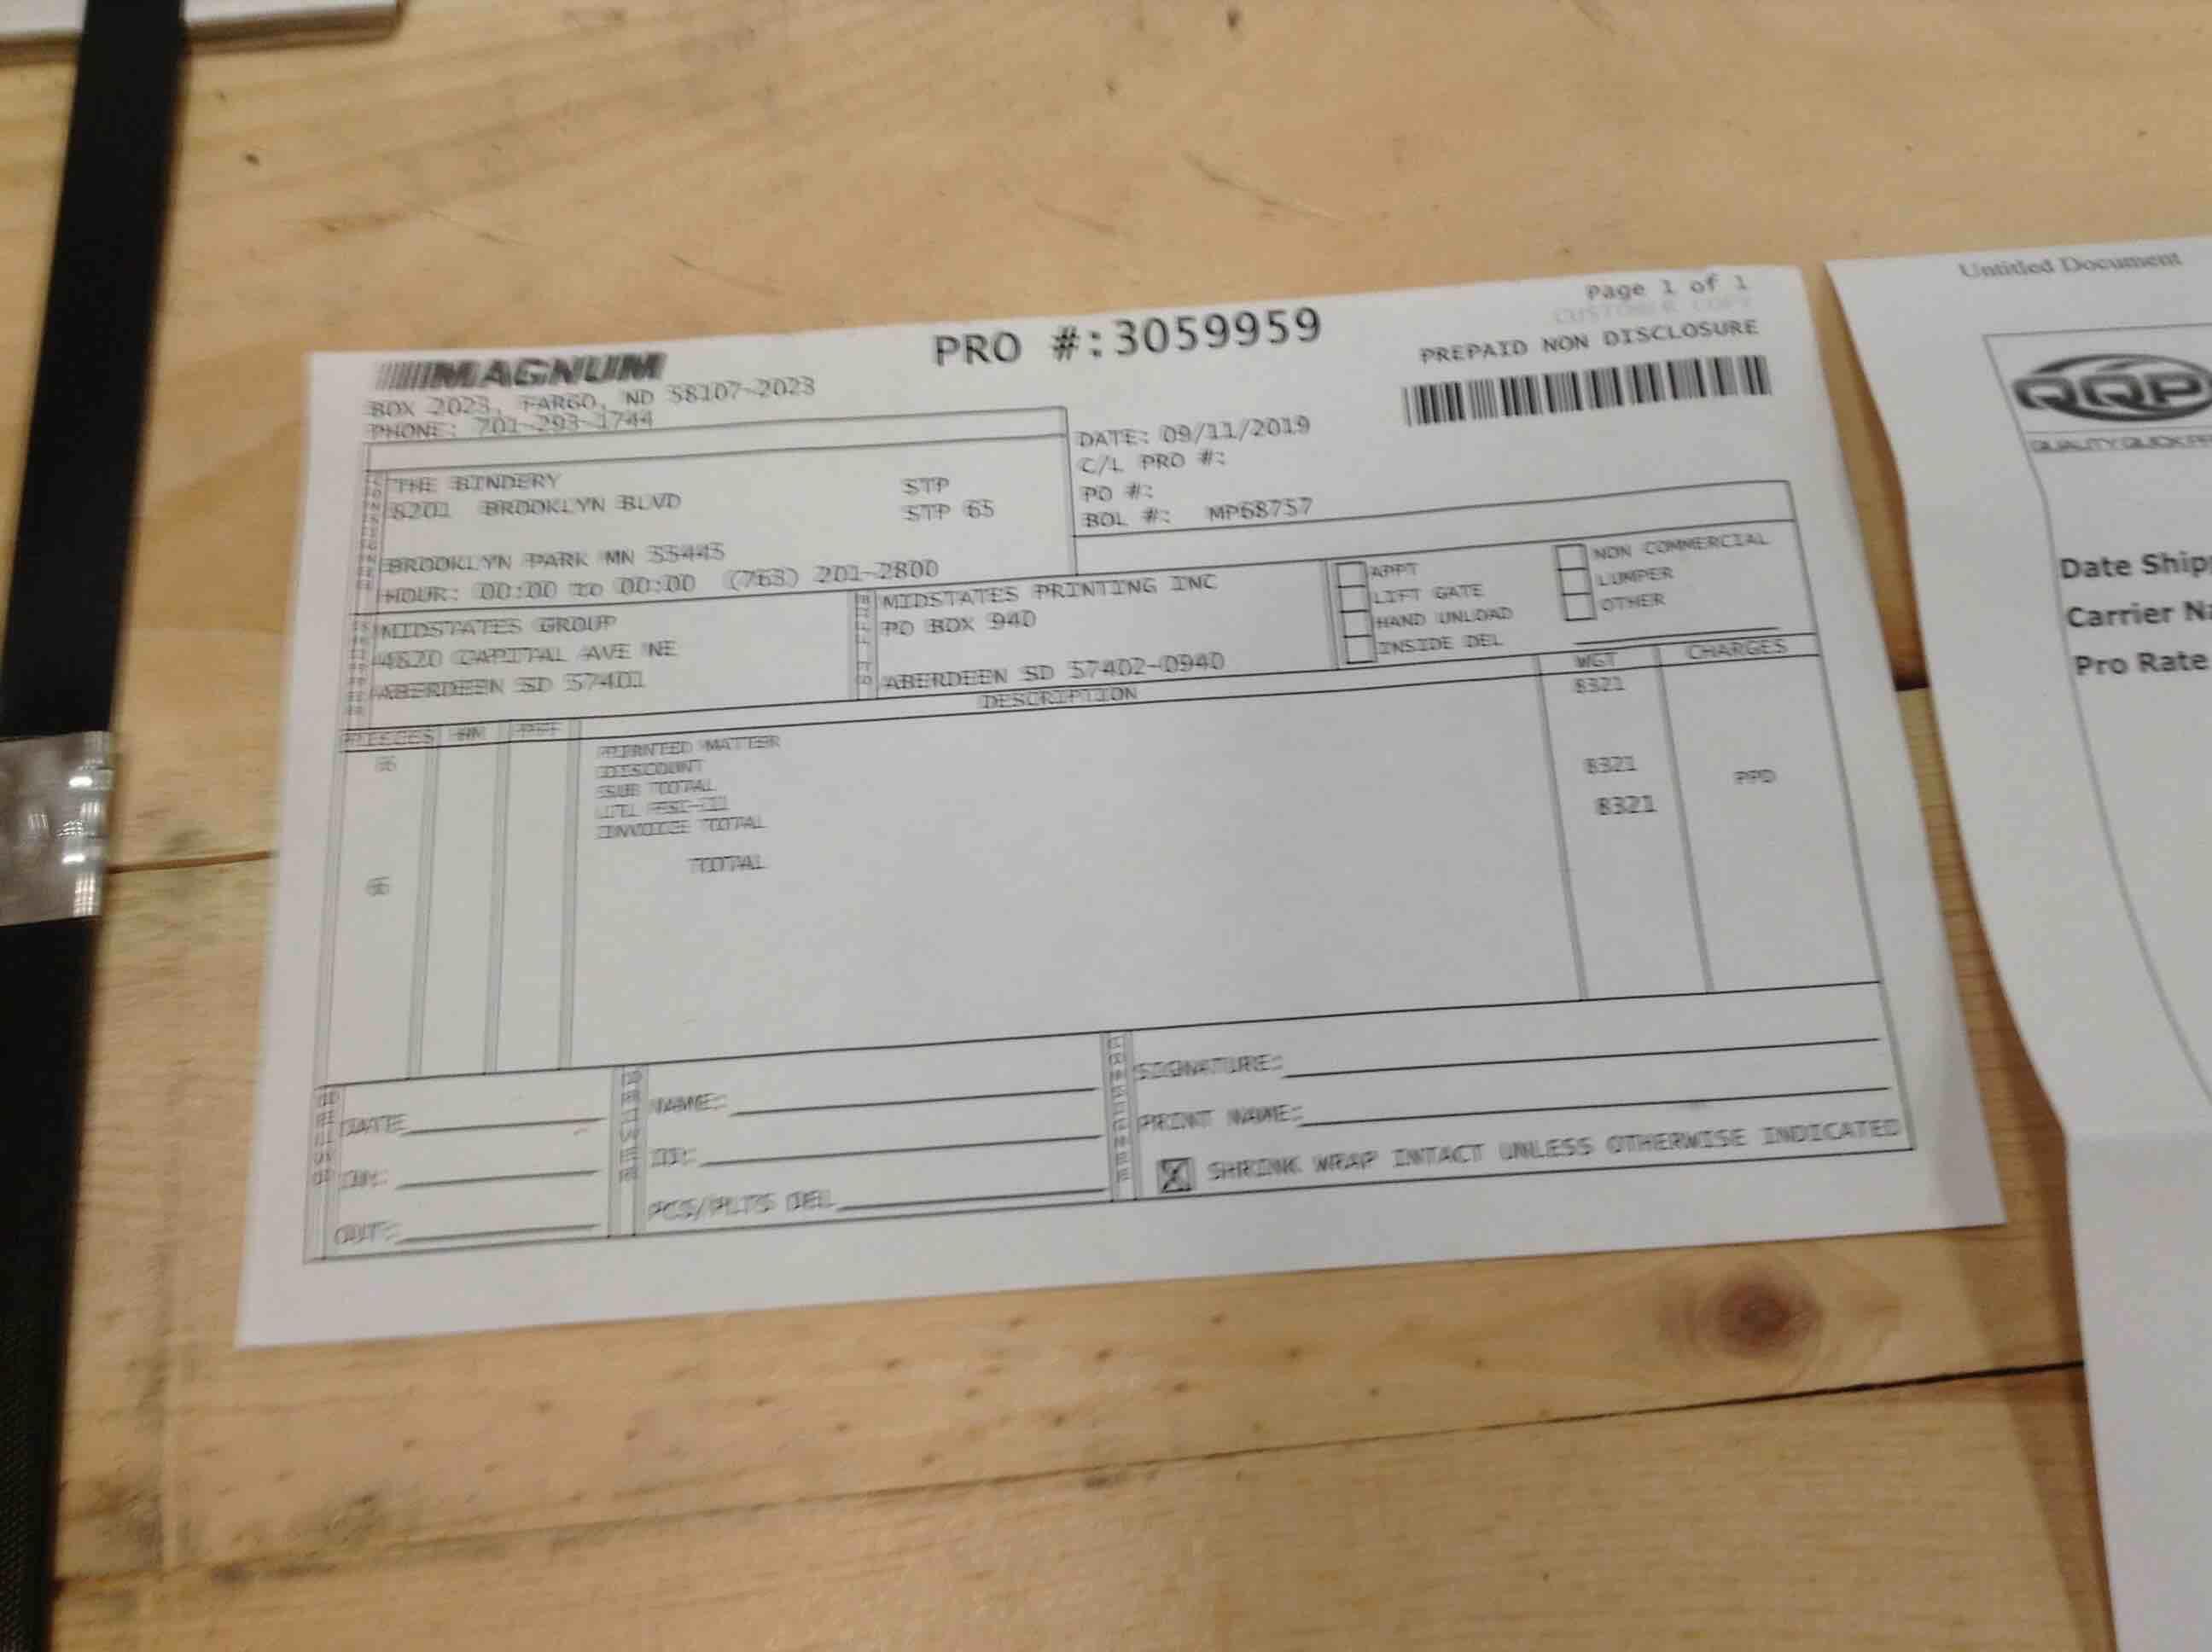 Page 1 of 1
CUSTOMER COPY
MAGNUM
PRO #:3059959
PREPAID NON DISCLOSURE
BOX 2023, FARGO, ND 58107-2023
PHONE: 701-293-1744
DATE: 09/11/2019
C/L PRO #:
PO #:
BOL #: MP68757
THE BINDERY STP
8201 BROOKLYN BLVD STP 65
BROOKLYN PARK MN 55445
HOUR: 00:00 to 00:00 (763) 201-2800
MIDSTATES GROUP
4820 CAPITAL AVE NE
ABERDEEN SD 57401
MIDSTATES PRINTING INC
PO BOX 940
ABERDEEN SD 57402-0940
APPT
LIFT GATE
HAND UNLOAD
INSIDE DEL
NON COMMERCIAL
LUMPER
OTHER
PIECES HM DESCRIPTION WGT CHARGES
PRINTED MATTER 8321
DISCOUNT
SUB TOTAL 8321
INVOICE TOTAL 8321 PPD
TOTAL
DATE
IN:
OUT:
NAME:
ID:
PCS/PLTS DEL
SIGNATURE:
PRINT NAME:
SHRINK WRAP INTACT UNLESS OTHERWISE INDICATED
Untitled Document
QQP
Date Ship
Carrier Na
Pro Rate